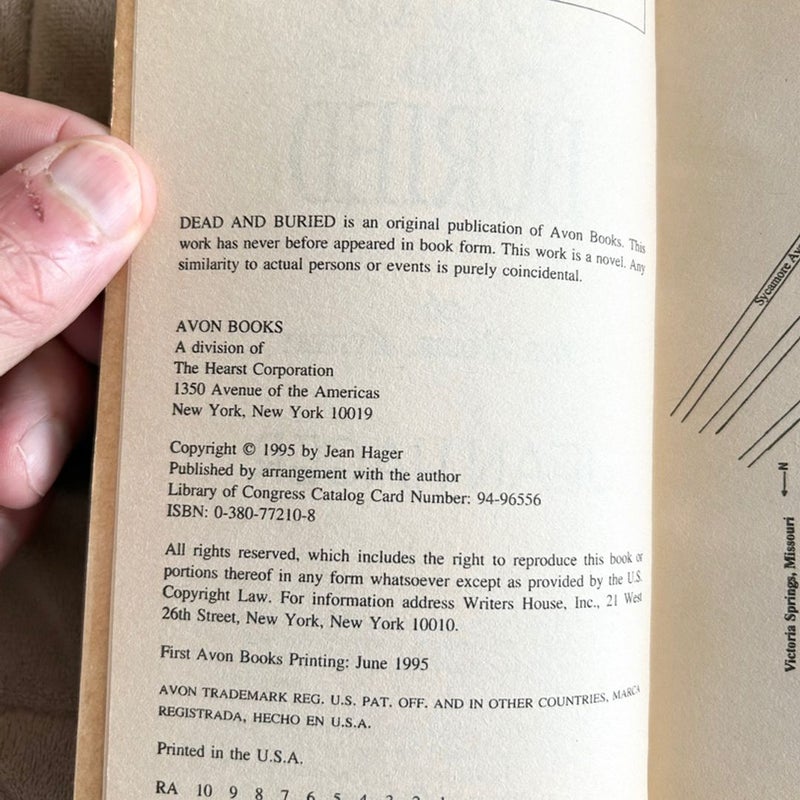 DEAD AND BURIED is an original publication of Avon Books. This
work has never before appeared in book form. This work is a novel. Any
similarity to actual persons or events is purely coincidental.
AVON BOOKS
A division of
The Hearst Corporation
1350 Avenue of the Americas
New York, New York 10019
Copyright © 1995 by Jean Hager
Published by arrangement with the author
Library of Congress Catalog Card Number: 94-96556
ISBN: 0-380-77210-8
All rights reserved, which includes the right to reproduce this book or
portions thereof in any form whatsoever except as provided by the U.S.
Copyright Law. For information address Writers House, Inc., 21 West
26th Street, New York, New York 10010.
First Avon Books Printing: June 1995
AVON TRADEMARK REG. U.S. PAT. OFF. AND IN OTHER COUNTRIES, MARCA
REGISTRADA, HECHO EN U.S.A.
Printed in the U.S.A.
RA 10 9 8 7 6 5 4 3 2 1
Sycamore Av
N
Victoria Springs, Missouri